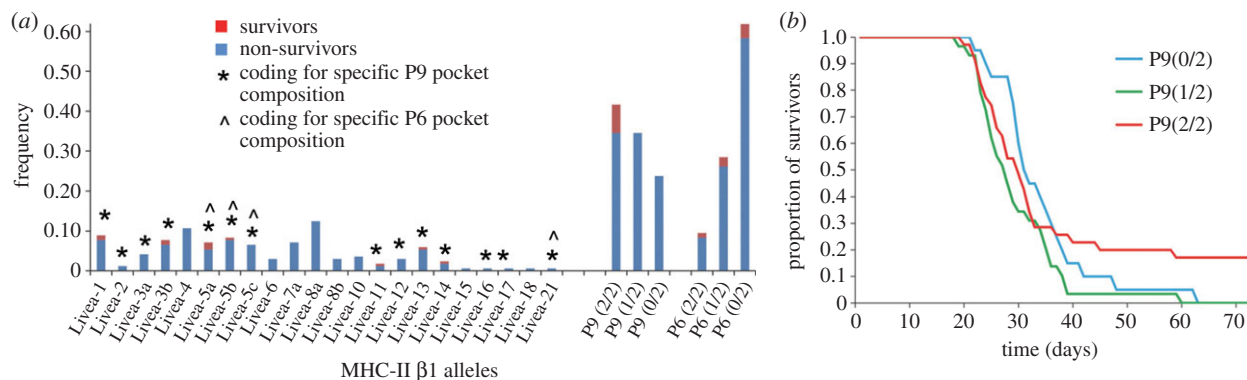 (a)
0.60
0.50
0.40
0.30
0.20
0.10
0
frequency
survivors
non-survivors
* coding for specific P9 pocket
composition
^ coding for specific P6 pocket
composition
* * * * ^ * ^ * ^ * * * * * * * ^ *
Livea-1
Livea-2
Livea-3a
Livea-3b
Livea-4
Livea-5a
Livea-5b
Livea-5c
Livea-6
Livea-7a
Livea-8a
Livea-8b
Livea-10
Livea-11
Livea-12
Livea-13
Livea-14
Livea-15
Livea-16
Livea-17
Livea-18
Livea-21
P9 (2/2)
P9 (1/2)
P9 (0/2)
P6 (2/2)
P6 (1/2)
P6 (0/2)
MHC-II β1 alleles
(b)
1.0
0.9
0.8
0.7
0.6
0.5
0.4
0.3
0.2
0.1
0
proportion of survivors
P9(0/2)
P9(1/2)
P9(2/2)
0 10 20 30 40 50 60 70
time (days)